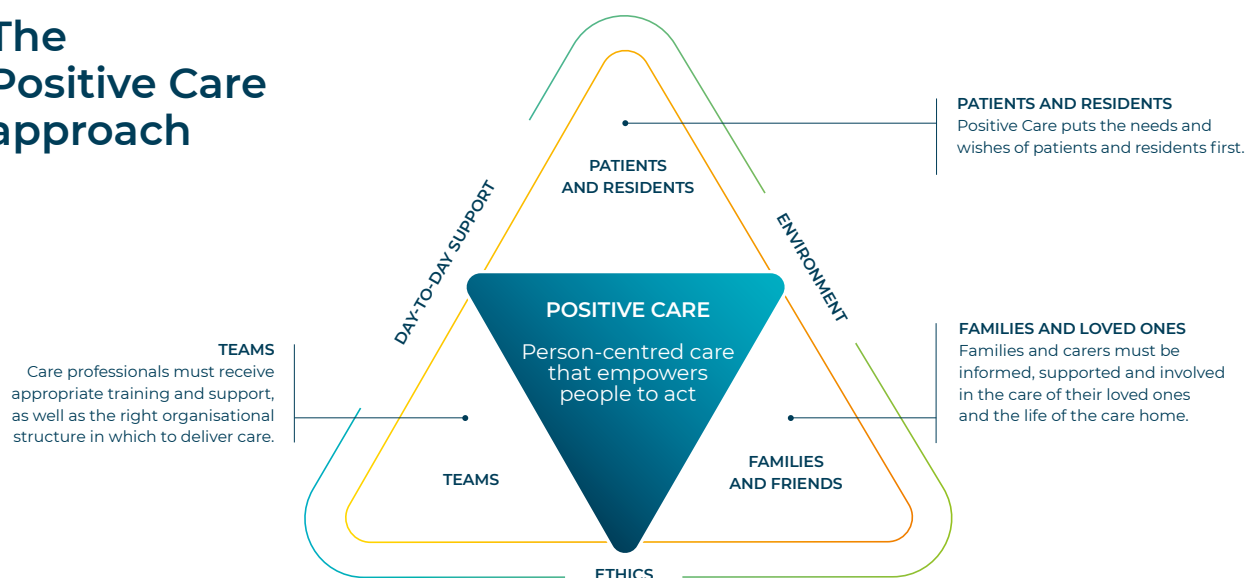 The
Positive Care
approach
PATIENTS AND RESIDENTS
Positive Care puts the needs and
wishes of patients and residents first.
PATIENTS
AND RESIDENTS
DAY-TO-DAY SUPPORT
ENVIRONMENT
POSITIVE CARE
Person-centred care
that empowers
people to act
TEAMS
Care professionals must receive
appropriate training and support,
as well as the right organisational
structure in which to deliver care.
FAMILIES AND LOVED ONES
Families and carers must be
informed, supported and involved
in the care of their loved ones
and the life of the care home.
TEAMS
FAMILIES
AND FRIENDS
ETHICS